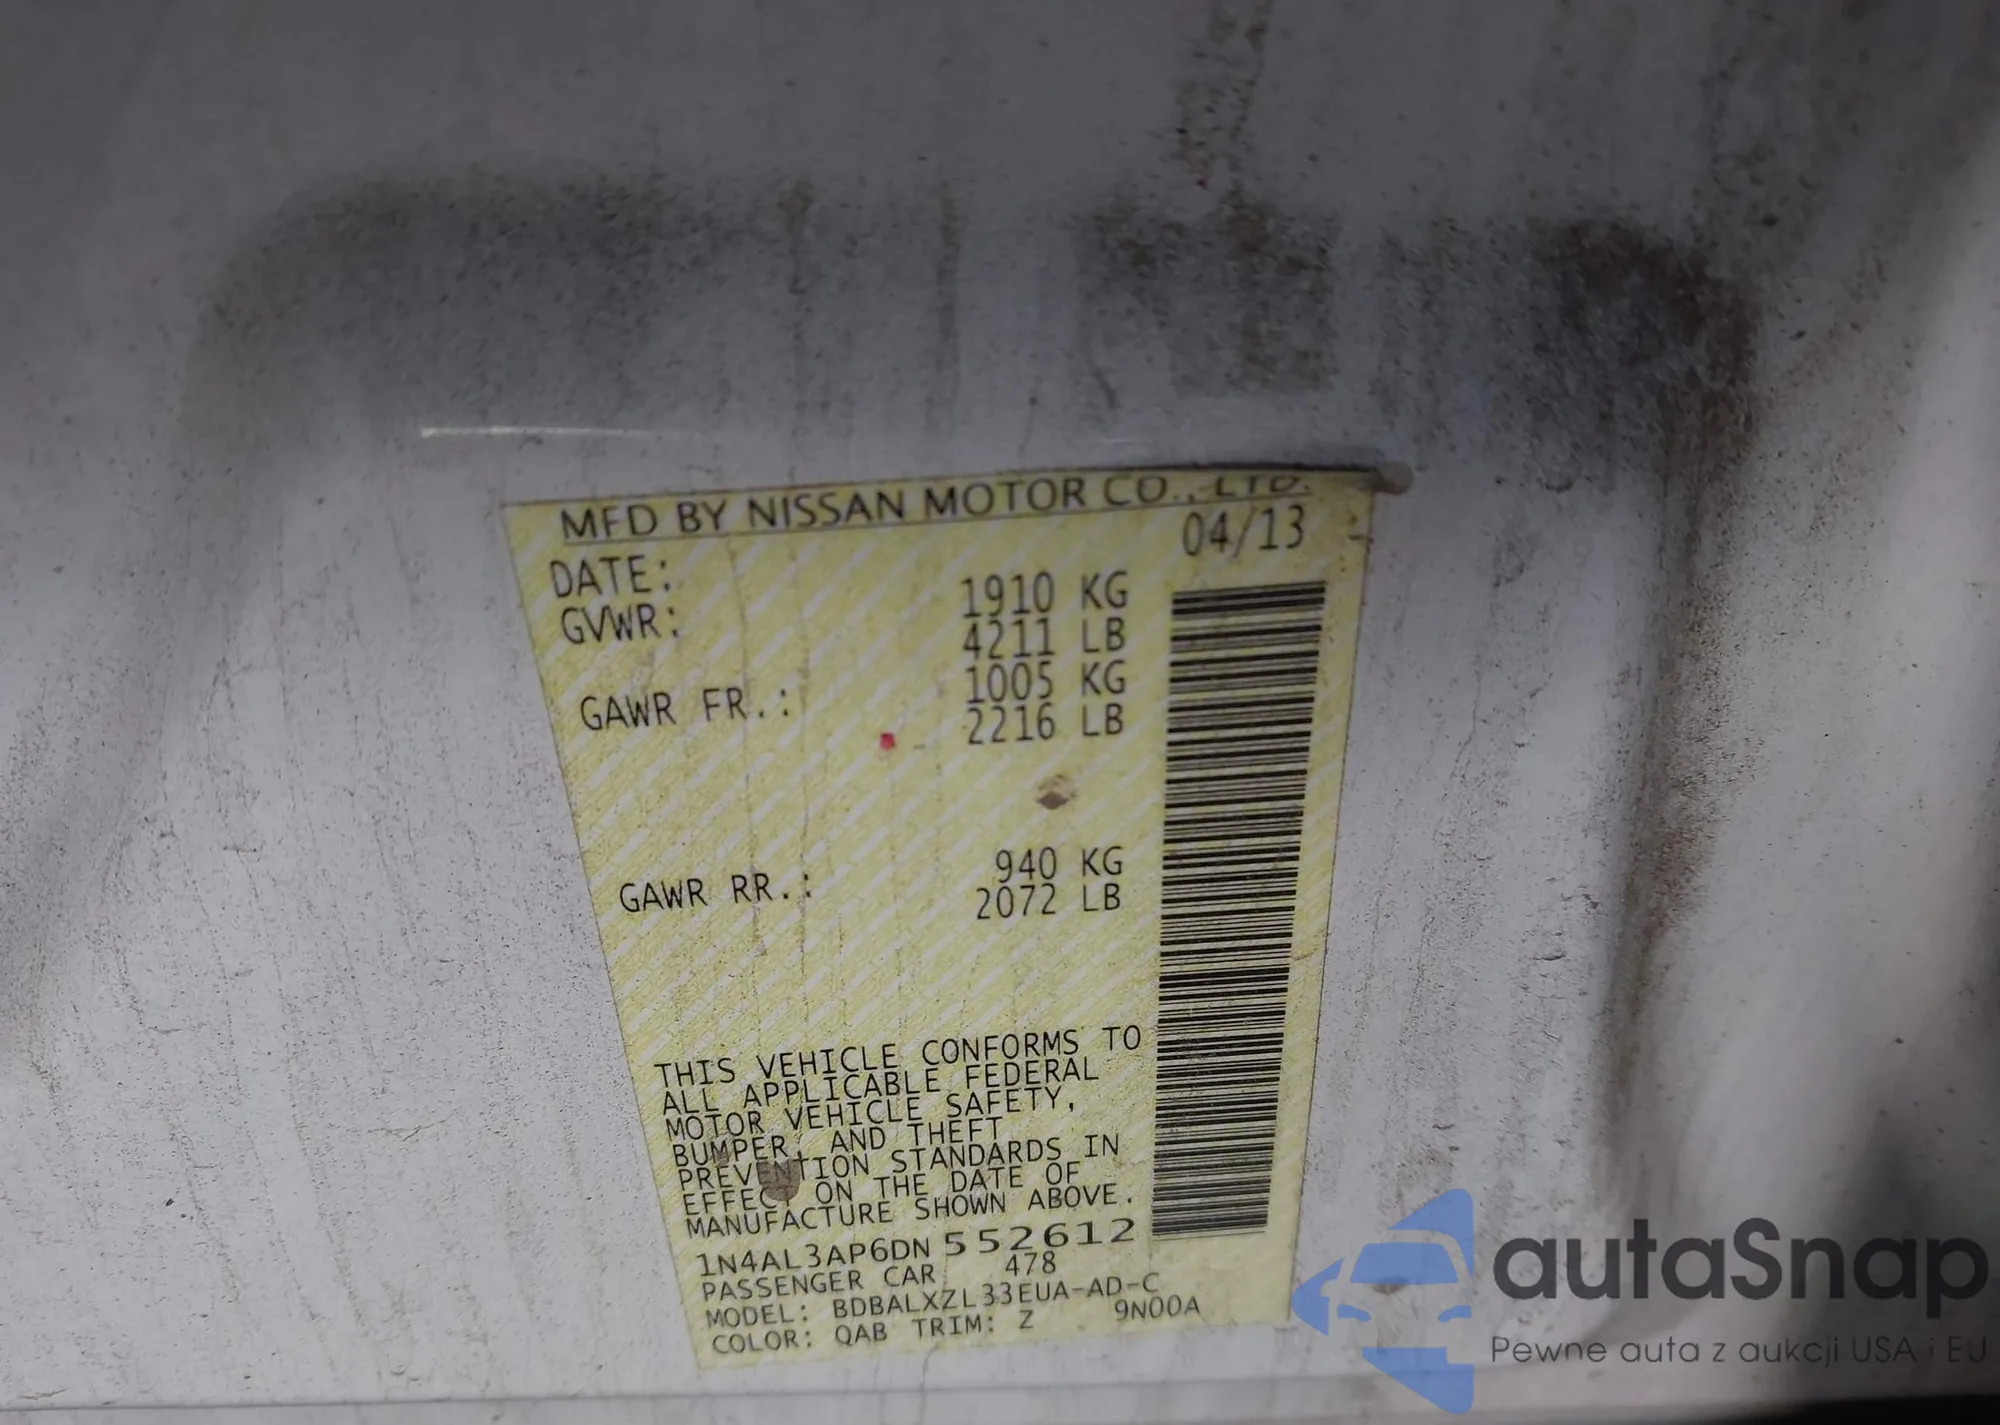 MFD BY NISSAN MOTOR CO., LTD.
DATE: 04/13
GVWR: 1910 KG
4211 LB
GAWR FR.: 1005 KG
2216 LB
GAWR RR.: 940 KG
2072 LB
THIS VEHICLE CONFORMS TO
ALL APPLICABLE FEDERAL
MOTOR VEHICLE SAFETY,
BUMPER, AND THEFT
PREVENTION STANDARDS IN
EFFECT ON THE DATE OF
MANUFACTURE SHOWN ABOVE.
1N4AL3AP6DN552612
PASSENGER CAR 478
MODEL: BDBALXZL33EUA-AD-C
COLOR: QAB TRIM: Z 9N00A
autaSnap
Pewne auta z aukcji USA i EU